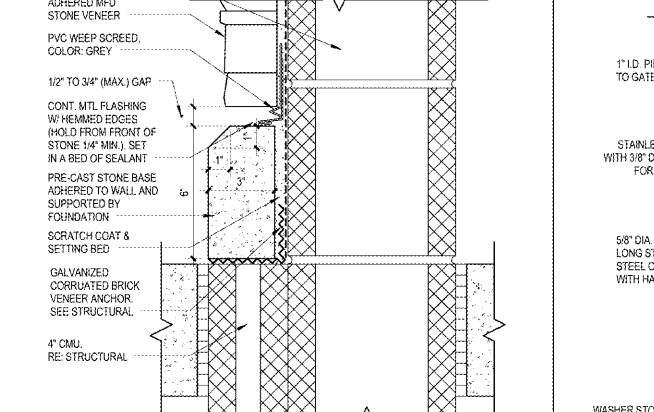 ADHERED MFD
STONE VENEER
PVC WEEP SCREED,
COLOR: GREY
1/2" TO 3/4" (MAX.) GAP
CONT. MTL FLASHING
W/ HEMMED EDGES
(HOLD FROM FRONT OF
STONE 1/4" MIN.). SET
IN A BED OF SEALANT
1"
1"
3"
9"
PRE-CAST STONE BASE
ADHERED TO WALL AND
SUPPORTED BY
FOUNDATION
SCRATCH COAT &
SETTING BED
GALVANIZED
CORRUATED BRICK
VENEER ANCHOR.
SEE STRUCTURAL
4" CMU.
RE: STRUCTURAL
1" I.D. PI
TO GATE
STAINLE
WITH 3/8" D
FOR
5/8" DIA.
LONG ST
STEEL C
WITH HA
WASHER STO